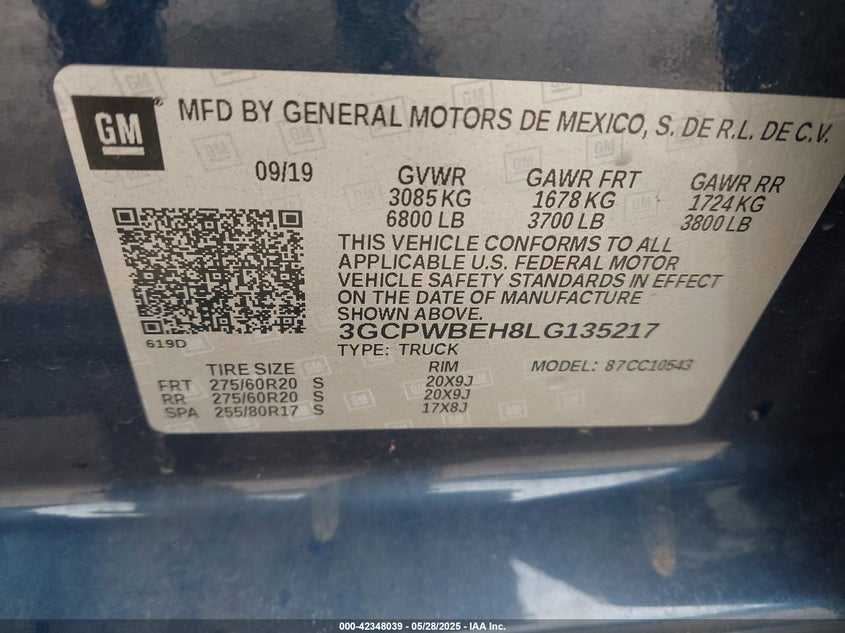 GM
MFD BY GENERAL MOTORS DE MEXICO, S. DE R.L. DE C.V.
09/19
GVWR GAWR FRT GAWR RR
3085 KG 1678 KG 1724 KG
6800 LB 3700 LB 3800 LB
THIS VEHICLE CONFORMS TO ALL
APPLICABLE U.S. FEDERAL MOTOR
VEHICLE SAFETY STANDARDS IN EFFECT
ON THE DATE OF MANUFACTURE
SHOWN ABOVE.
619D
3GCPWBEH8LG135217
TYPE: TRUCK
TIRE SIZE RIM MODEL: 87CC10543
FRT 275/60R20 S 20X9J
RR 275/60R20 S 20X9J
SPA 255/80R17 S 17X8J
000-42348039 — 05/28/2025 — IAA Inc.